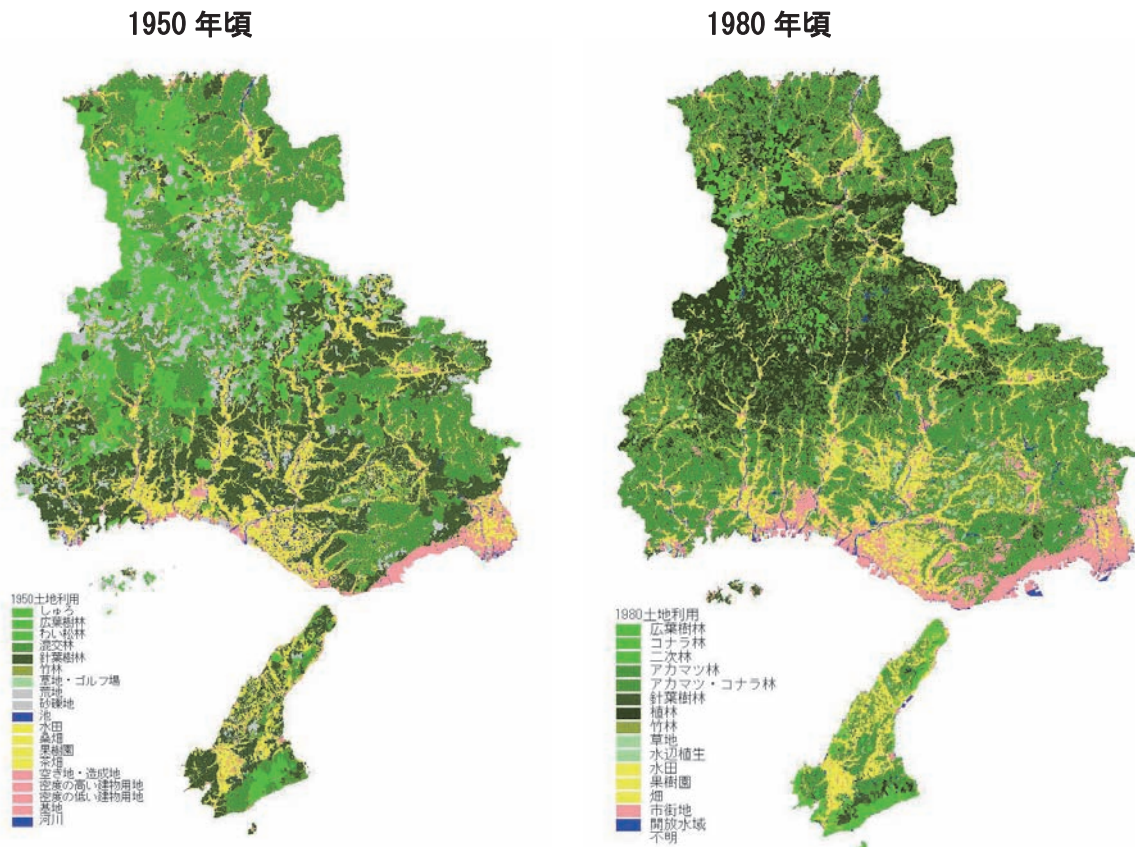 1950 年頃
1980 年頃
1950土地利用
しゅろ
広葉樹林
わい松林
混交林
針葉樹林
竹林
草地・ゴルフ場
荒地
砂礫地
池
水田
桑畑
果樹園
茶畑
空き地・造成地
密度の高い建物用地
密度の低い建物用地
墓地
河川
1980土地利用
広葉樹林
コナラ林
二次林
アカマツ林
アカマツ・コナラ林
針葉樹林
植林
竹林
草地
水辺植生
水田
果樹園
畑
市街地
開放水域
不明